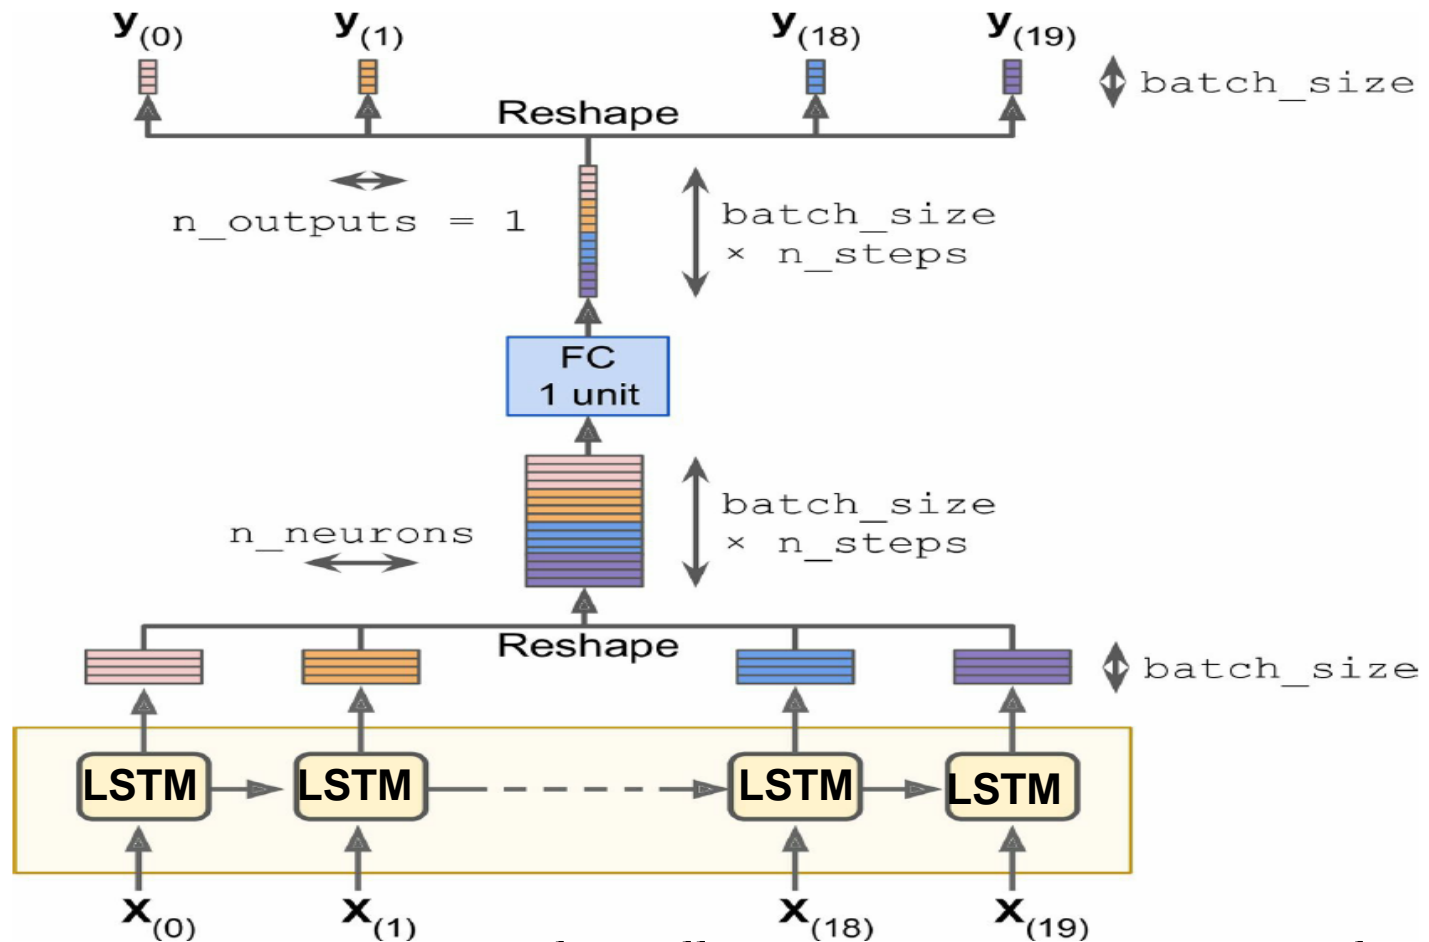 y(0) y(1) y(18) y(19)
batch_size
Reshape
n_outputs = 1
batch_size
× n_steps
FC
1 unit
n_neurons
batch_size
× n_steps
Reshape
batch_size
LSTM LSTM LSTM LSTM
x(0) x(1) x(18) x(19)